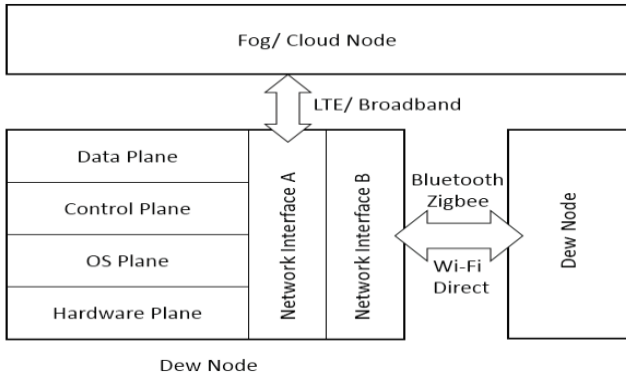 Fog/ Cloud Node
LTE/ Broadband
Data Plane
Control Plane
OS Plane
Hardware Plane
Network Interface A
Network Interface B
Bluetooth
Zigbee
Wi-Fi
Direct
Dew Node
Dew Node